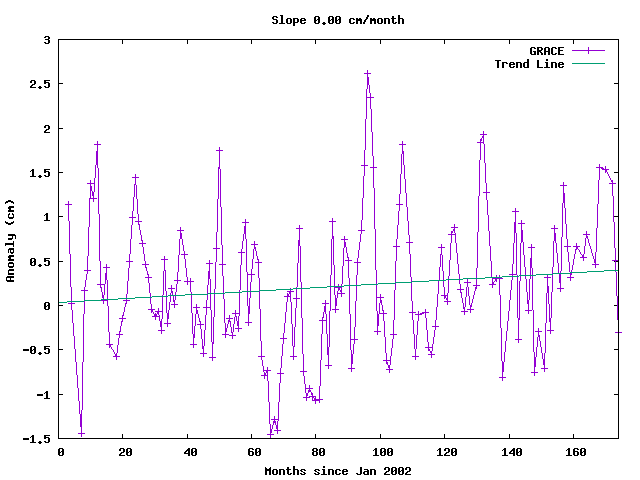 Slope 0.00 cm/month
GRACE
Trend Line
3
2.5
2
1.5
1
0.5
0
-0.5
-1
-1.5
Anomaly (cm)
0 20 40 60 80 100 120 140 160
Months since Jan 2002